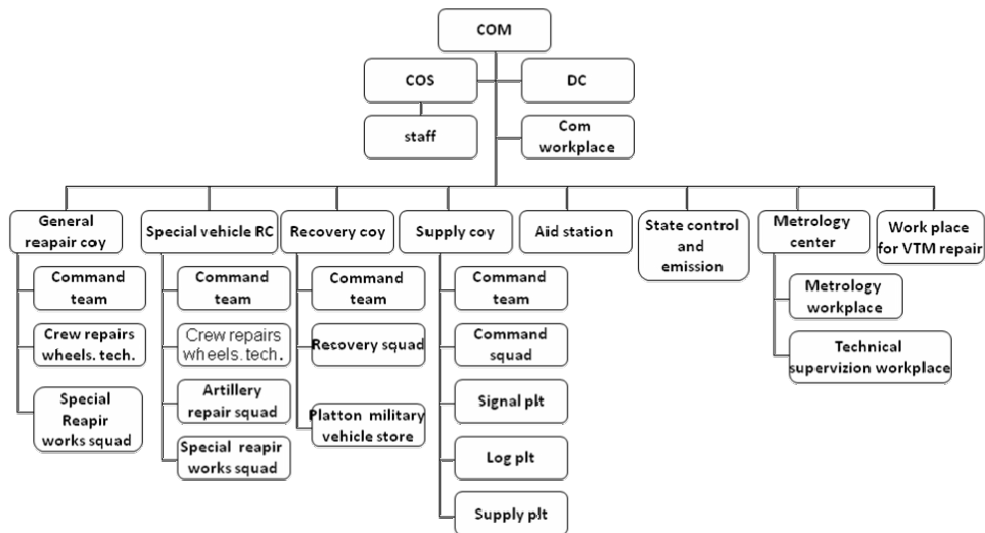 COM
COS
DC
staff
Com
workplace
General
reapair coy
Special vehicle RC
Recovery coy
Supply coy
Aid station
State control
and
emission
Metrology
center
Work place
for VTM repair
Command
team
Crew repairs
wheels. tech.
Special
Reapir
works squad
Command
team
Crew repairs
wheels. tech.
Artillery
repair squad
Special reapir
works squad
Command
team
Recovery squad
Platton military
vehicle store
Command
team
Command
squad
Signal plt
Log plt
Supply plt
Metrology
workplace
Technical
supervizion workplace